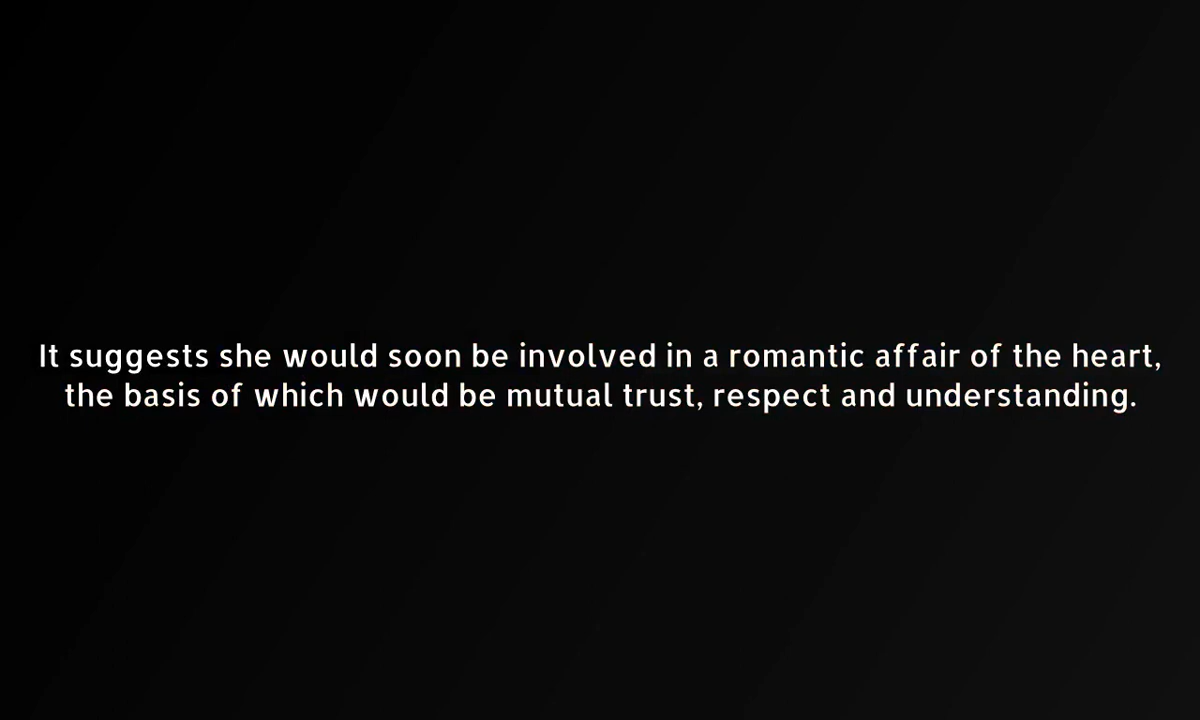 It suggests she would soon be involved in a romantic affair of the heart,
the basis of which would be mutual trust, respect and understanding.